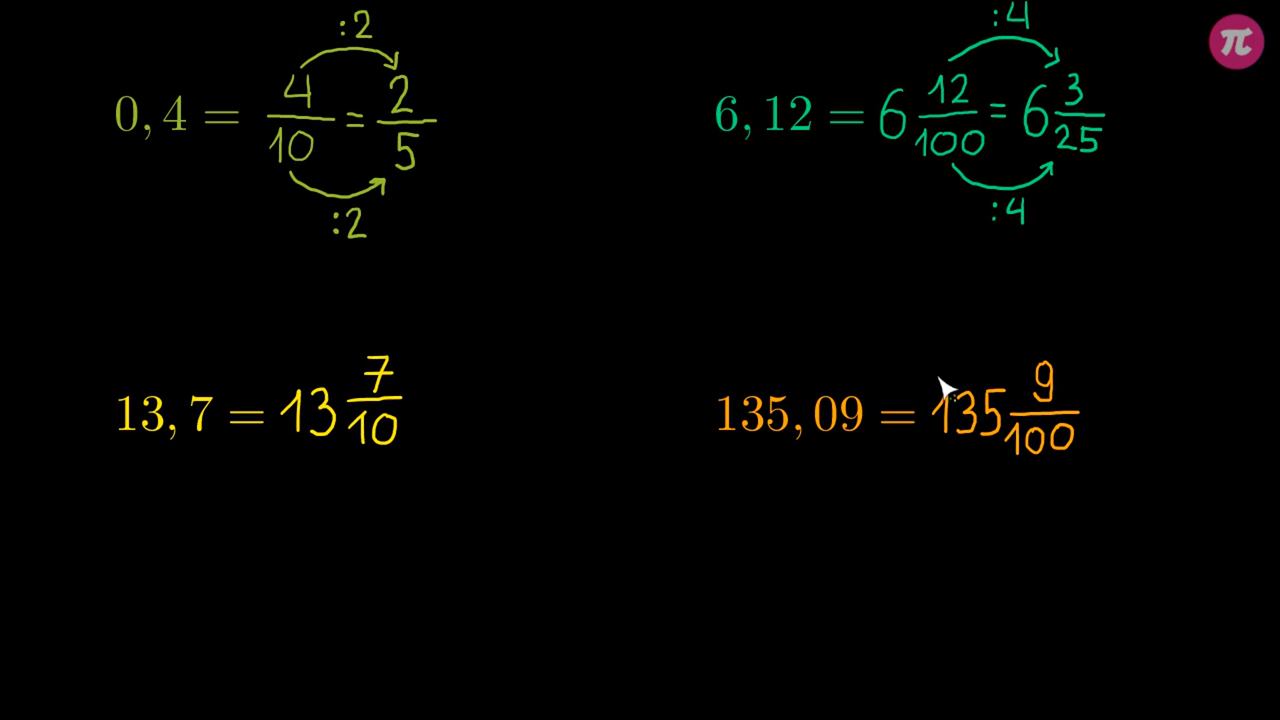 :2
0,4 = 4/10 = 2/5
:2
:4
6,12 = 6 12/100 = 6 3/25
:4
13,7 = 13 7/10
135,09 = 135 9/100
π